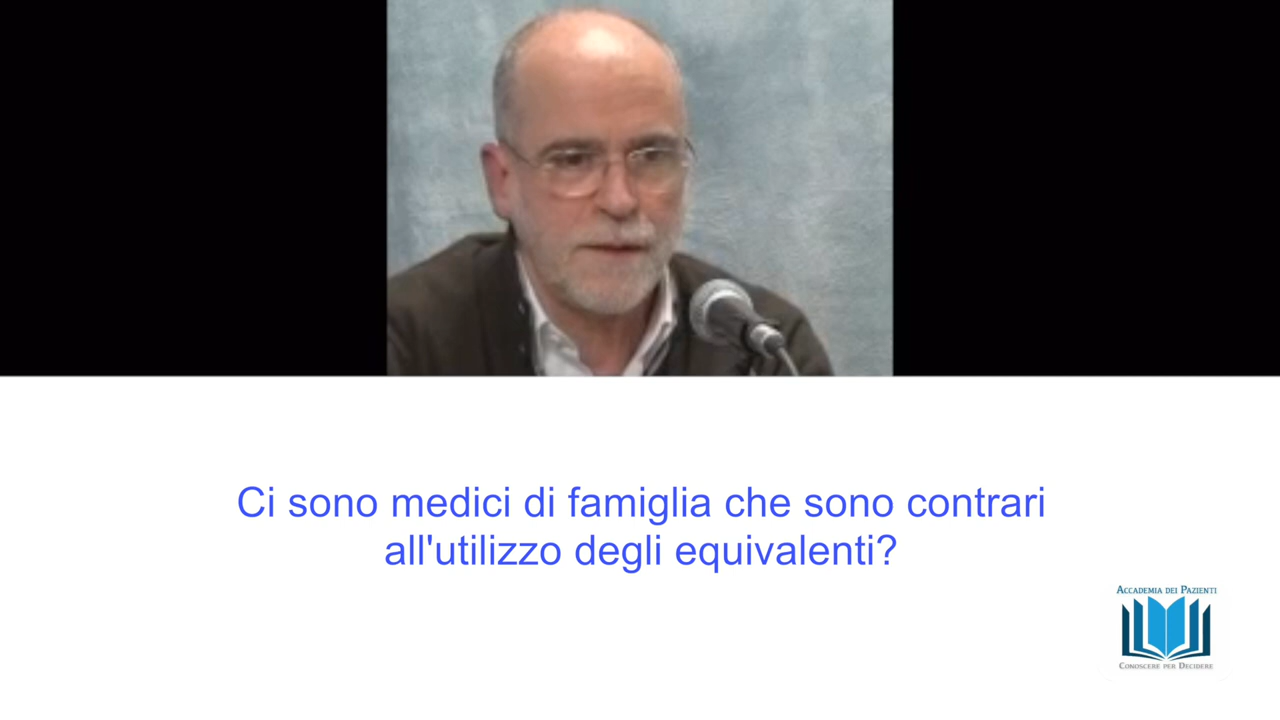 Ci sono medici di famiglia che sono contrari
all'utilizzo degli equivalenti?
ACCADEMIA DEI PAZIENTI
CONOSCERE PER DECIDERE